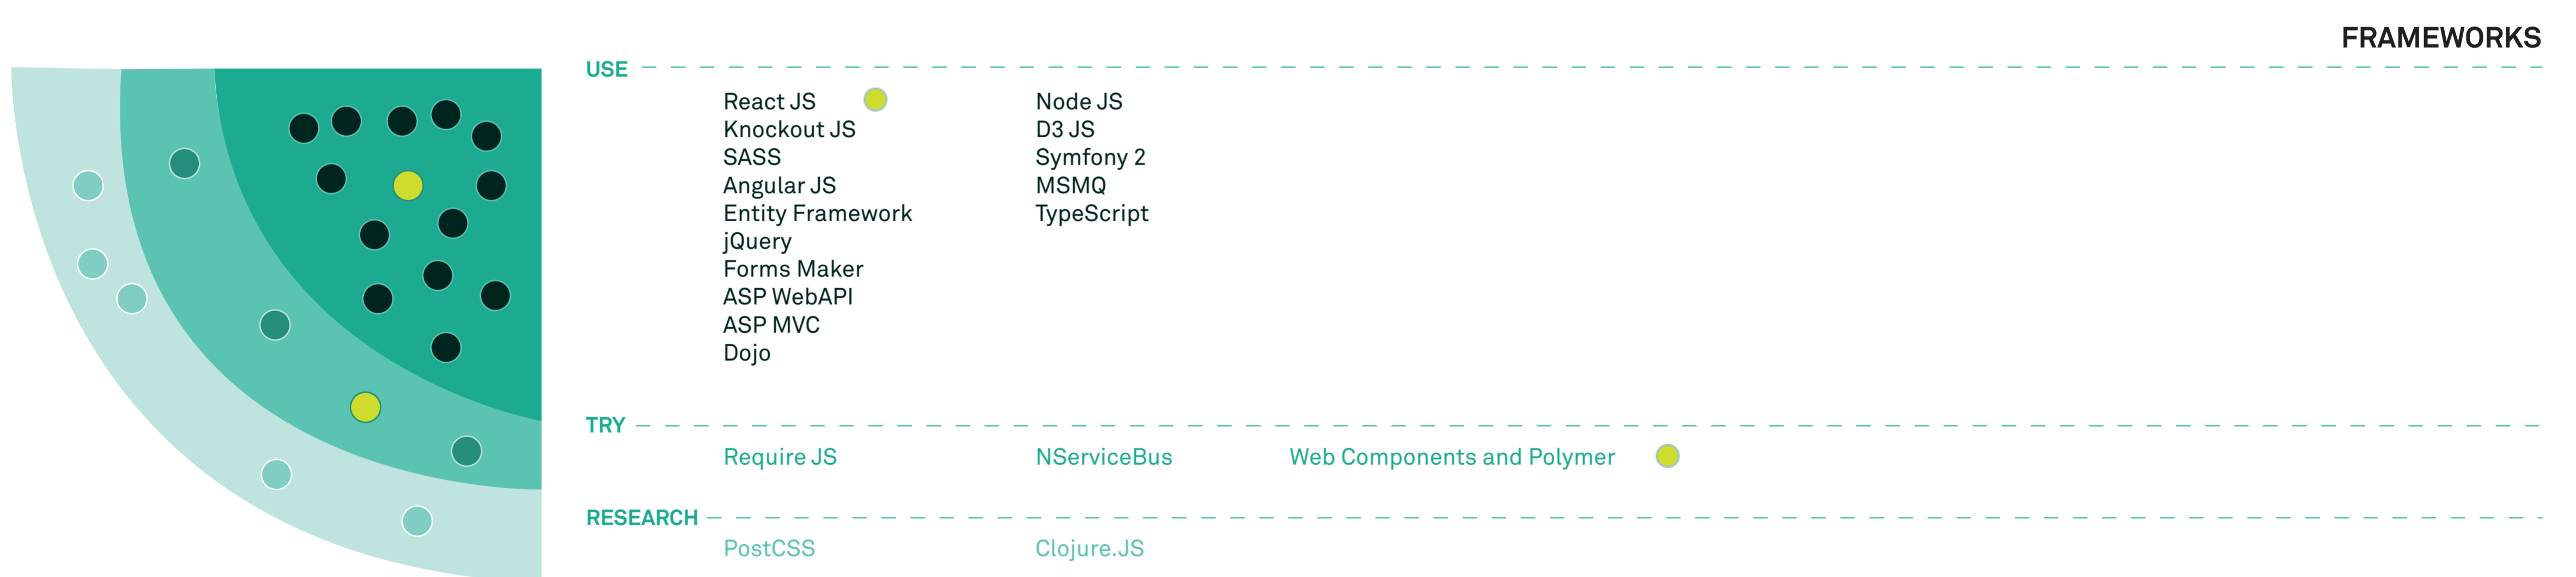 FRAMEWORKS
USE
React JS
Knockout JS
SASS
Angular JS
Entity Framework
jQuery
Forms Maker
ASP WebAPI
ASP MVC
Dojo
Node JS
D3 JS
Symfony 2
MSMQ
TypeScript
TRY
Require JS
NServiceBus
Web Components and Polymer
RESEARCH
PostCSS
Clojure.JS